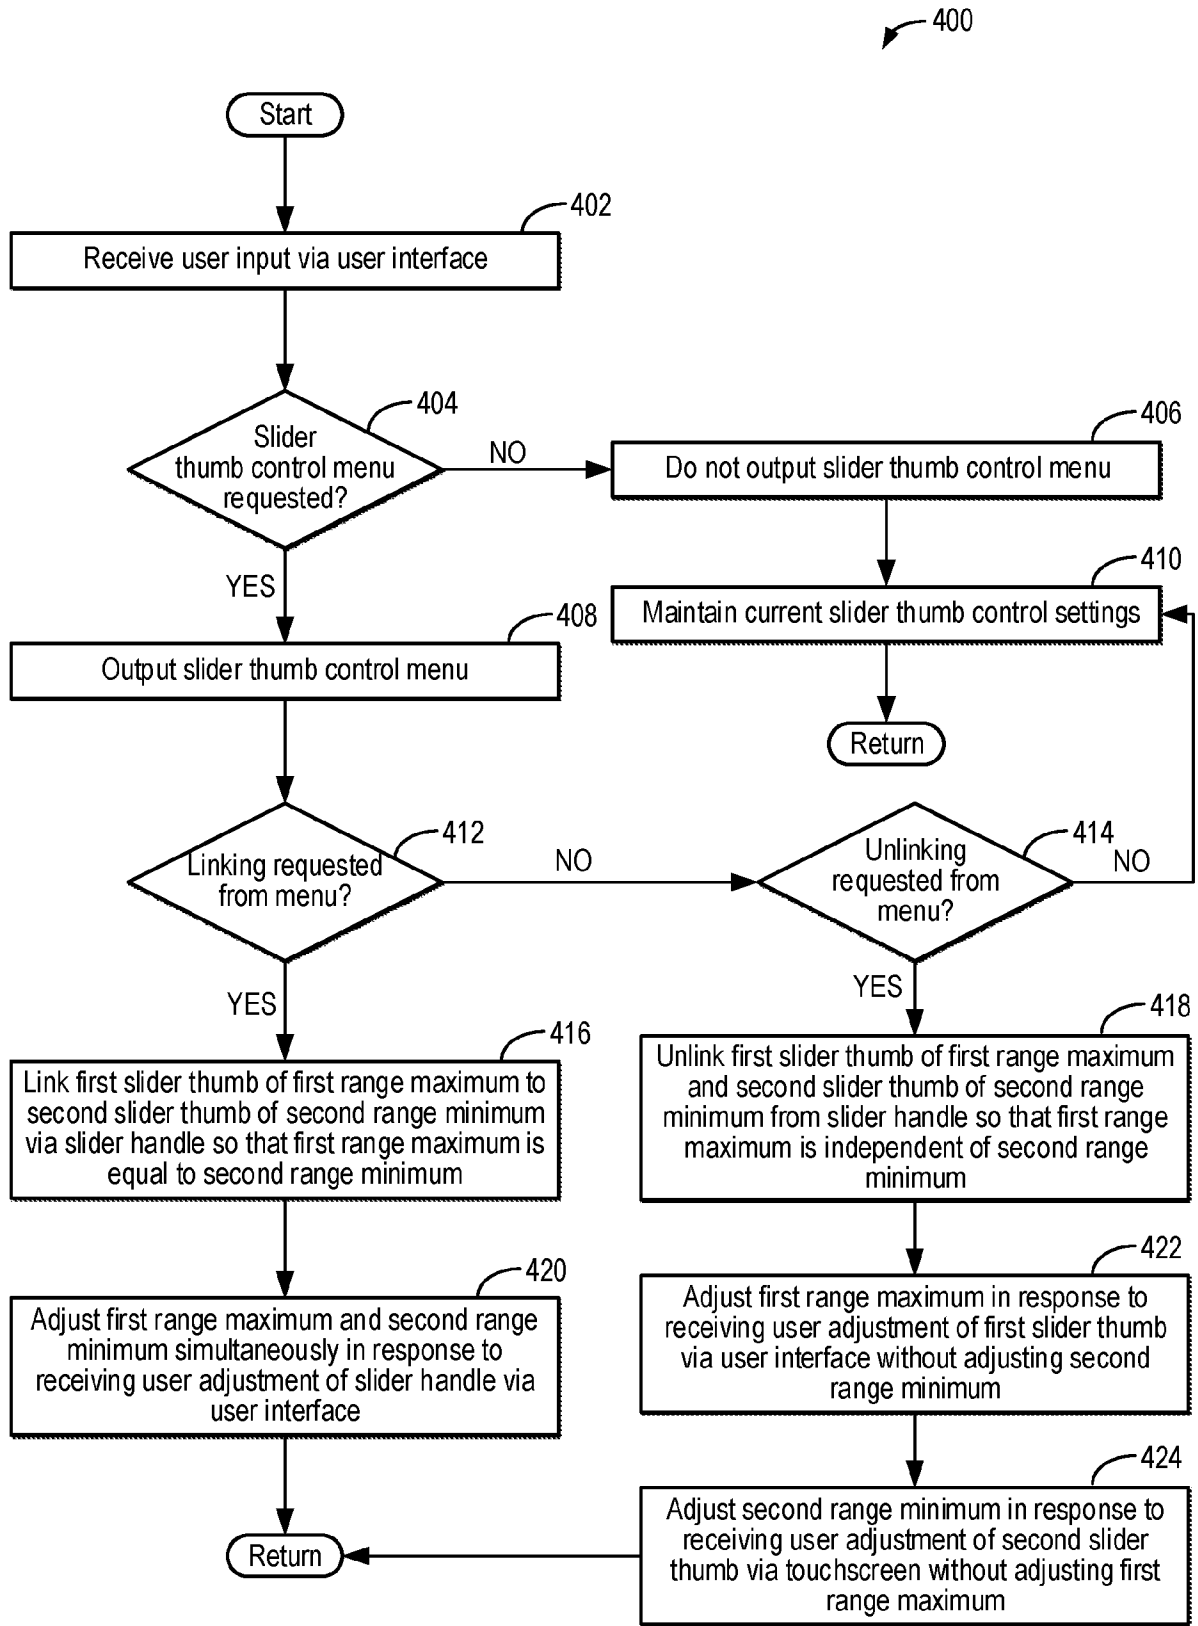 400
Start
402
Receive user input via user interface
404
Slider
thumb control menu
requested?
NO
406
Do not output slider thumb control menu
YES
410
Maintain current slider thumb control settings
408
Output slider thumb control menu
Return
412
Linking requested
from menu?
NO
414
Unlinking
requested from
menu?
NO
YES
YES
416
Link first slider thumb of first range maximum to
second slider thumb of second range minimum
via slider handle so that first range maximum is
equal to second range minimum
418
Unlink first slider thumb of first range maximum
and second slider thumb of second range
minimum from slider handle so that first range
maximum is independent of second range
minimum
420
Adjust first range maximum and second range
minimum simultaneously in response to
receiving user adjustment of slider handle via
user interface
422
Adjust first range maximum in response to
receiving user adjustment of first slider thumb
via user interface without adjusting second
range minimum
424
Adjust second range minimum in response to
receiving user adjustment of second slider
thumb via touchscreen without adjusting first
range maximum
Return